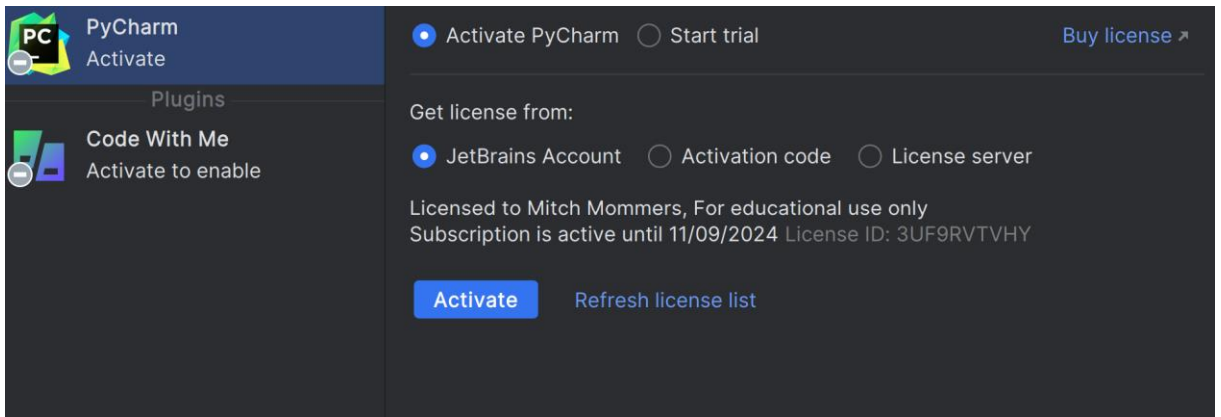 PC
PyCharm
Activate
Plugins
Code With Me
Activate to enable
Activate PyCharm Start trial Buy license ↗
Get license from:
JetBrains Account Activation code License server
Licensed to Mitch Mommers, For educational use only
Subscription is active until 11/09/2024 License ID: 3UF9RVTVHY
Activate Refresh license list